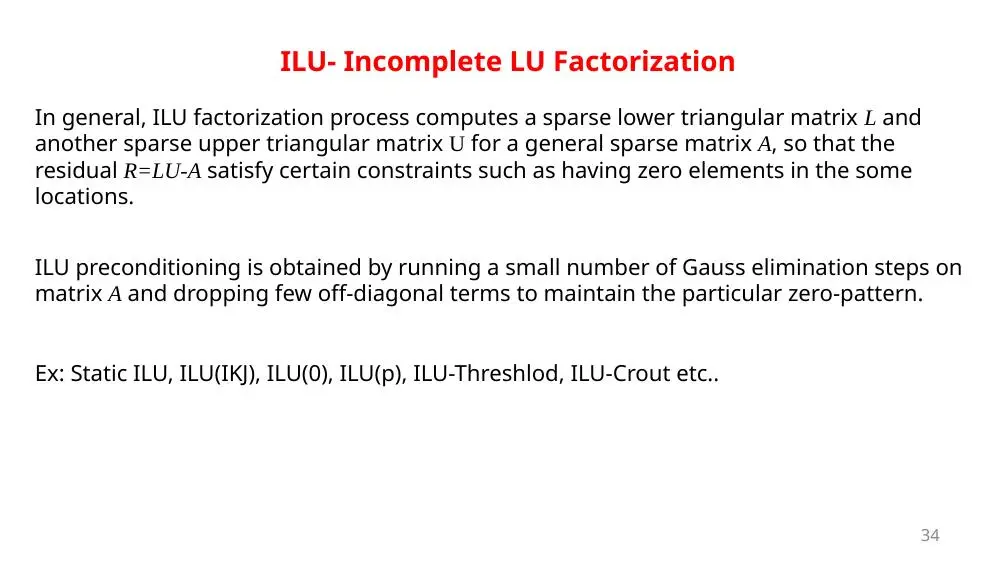 ILU- Incomplete LU Factorization
In general, ILU factorization process computes a sparse lower triangular matrix L and
another sparse upper triangular matrix U for a general sparse matrix A, so that the
residual R=LU-A satisfy certain constraints such as having zero elements in the some
locations.
ILU preconditioning is obtained by running a small number of Gauss elimination steps on
matrix A and dropping few off-diagonal terms to maintain the particular zero-pattern.
Ex: Static ILU, ILU(IKJ), ILU(0), ILU(p), ILU-Threshlod, ILU-Crout etc..
34